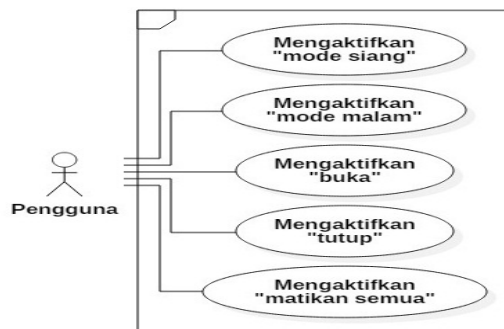 Mengaktifkan
"mode siang"
Mengaktifkan
"mode malam"
Mengaktifkan
"buka"
Pengguna
Mengaktifkan
"tutup"
Mengaktifkan
"matikan semua"